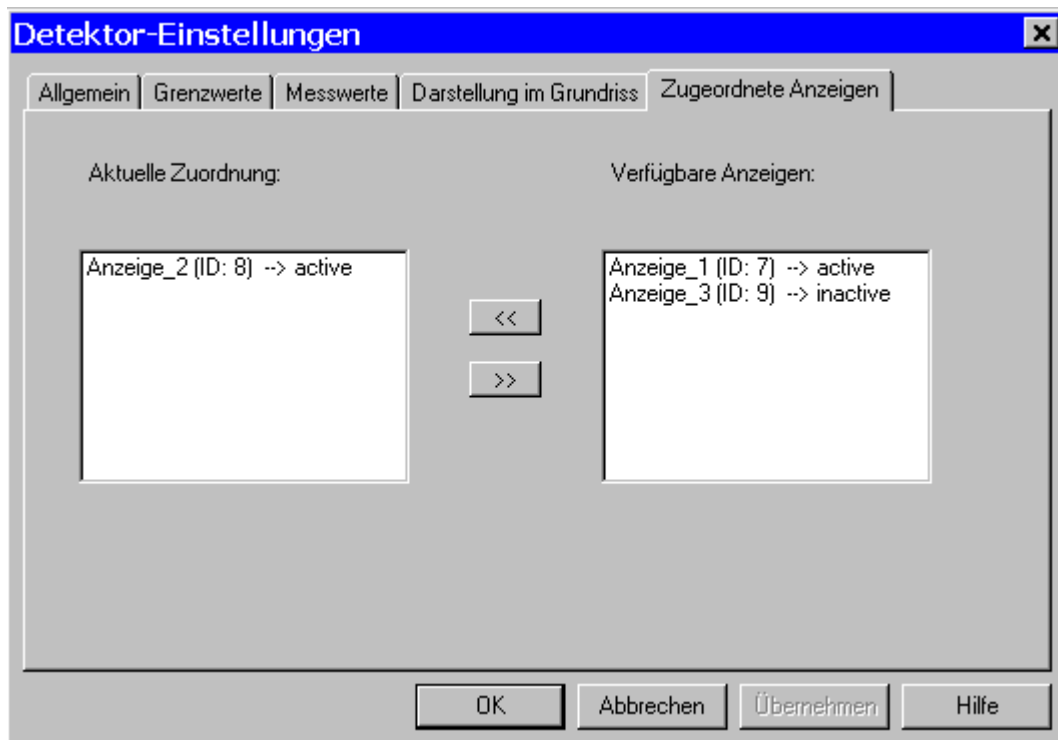 Detektor-Einstellungen
Allgemein Grenzwerte Messwerte Darstellung im Grundriss Zugeordnete Anzeigen
Aktuelle Zuordnung: Verfügbare Anzeigen:
Anzeige_2 (ID: 8) --> active Anzeige_1 (ID: 7) --> active
Anzeige_3 (ID: 9) --> inactive
<<
>>
OK Abbrechen Übernehmen Hilfe